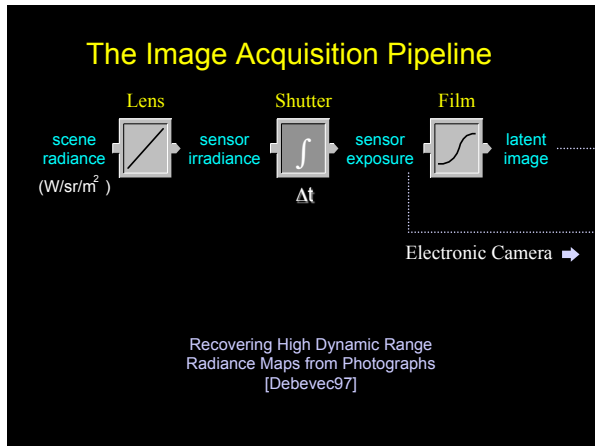 The Image Acquisition Pipeline
Lens
Shutter
Film
scene
radiance
sensor
irradiance
∫
sensor
exposure
latent
image
(W/sr/m² )
Δt
Electronic Camera
Recovering High Dynamic Range
Radiance Maps from Photographs
[Debevec97]